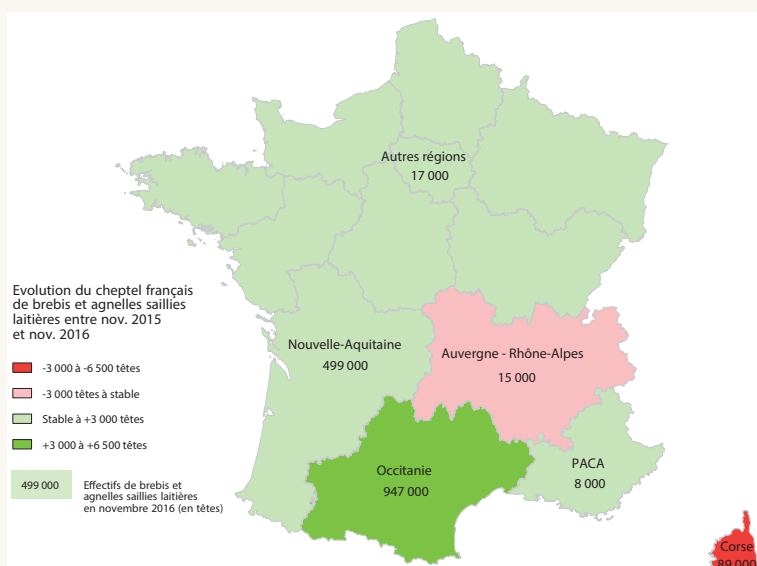 Autres régions
17 000
Evolution du cheptel français
de brebis et agnelles saillies
laitières entre nov. 2015
et nov. 2016
-3 000 à -6 500 têtes
-3 000 têtes à stable
Stable à +3 000 têtes
+3 000 à +6 500 têtes
499 000
Effectifs de brebis et
agnelles saillies laitières
en novembre 2016 (en têtes)
Nouvelle-Aquitaine
499 000
Auvergne - Rhône-Alpes
15 000
Occitanie
947 000
PACA
8 000
Corse
89 000